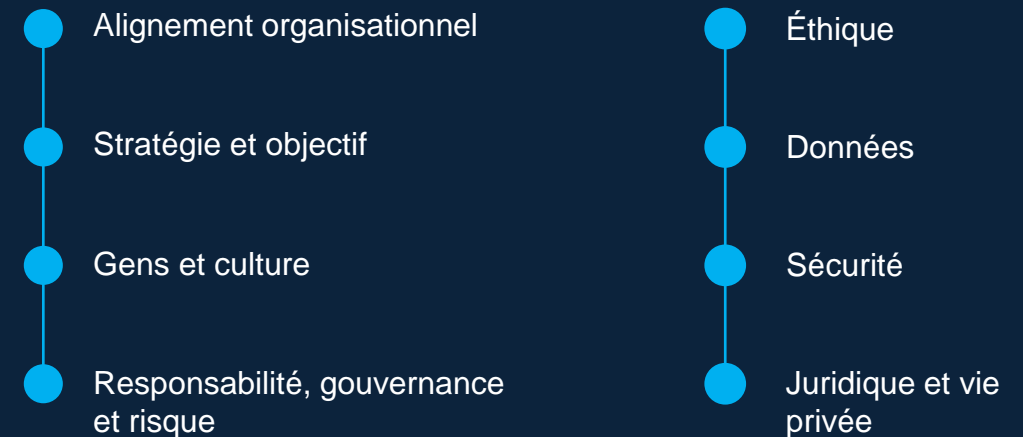 Alignement organisationnel
Stratégie et objectif
Gens et culture
Responsabilité, gouvernance
et risque
Éthique
Données
Sécurité
Juridique et vie
privée